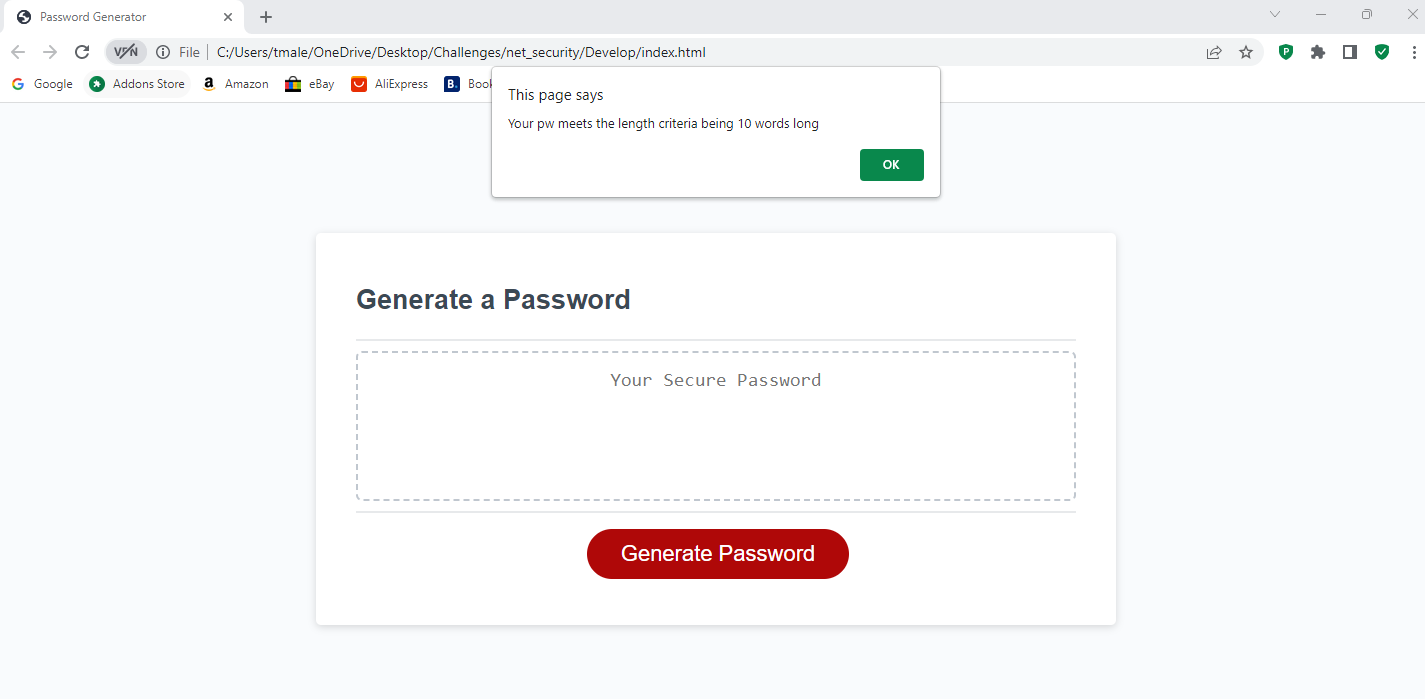 Password Generator
VPN File C:/Users/tmale/OneDrive/Desktop/Challenges/net_security/Develop/index.html
Google Addons Store Amazon eBay AliExpress
This page says
Your pw meets the length criteria being 10 words long
OK
Generate a Password
Your Secure Password
Generate Password